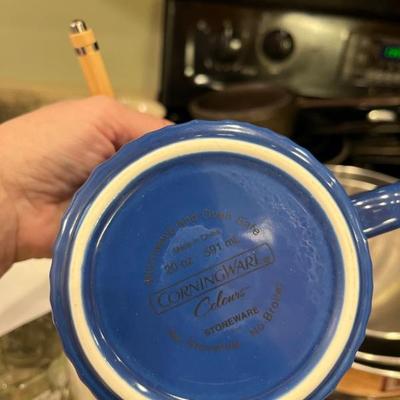 Microwave and Oven Safe
Made in China
20 oz. 591 mL
CORNINGWARE®
Colours
STONEWARE
No Stovetop · No Broiler